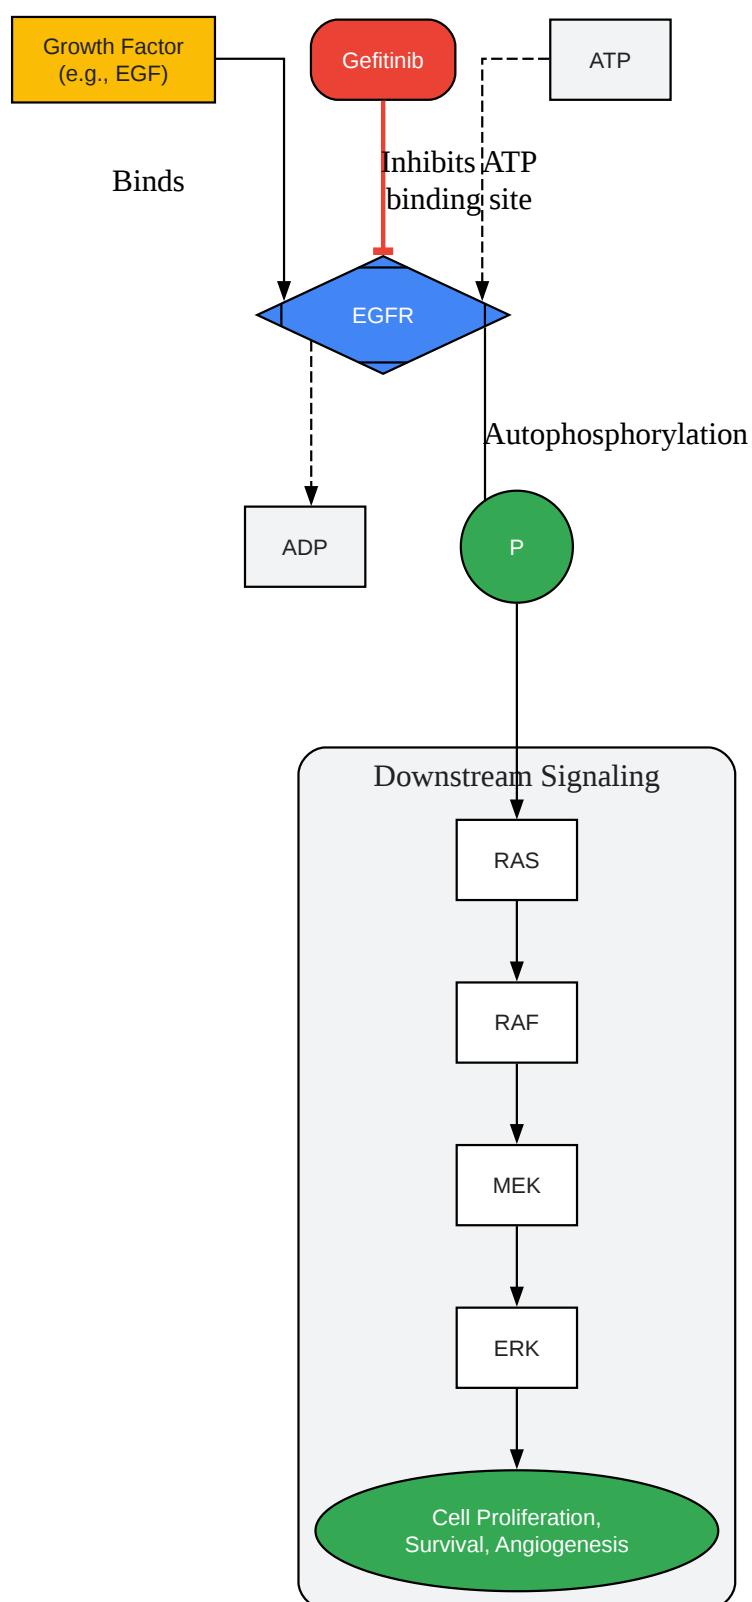 Growth Factor
(e.g., EGF)
Gefitinib
ATP
Binds
Inhibits ATP
binding site
EGFR
Autophosphorylation
ADP
P
Downstream Signaling
RAS
RAF
MEK
ERK
Cell Proliferation,
Survival, Angiogenesis